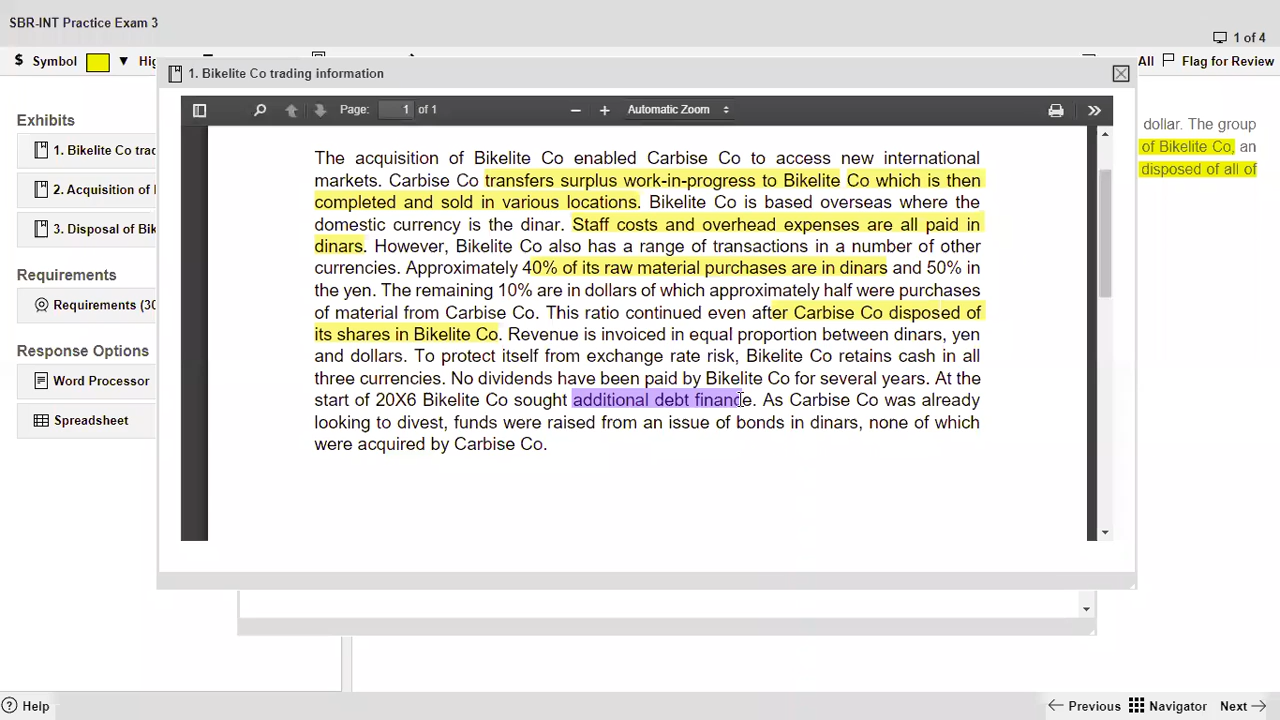 SBR-INT Practice Exam 3
1 of 4
$ Symbol
All
Flag for Review
1. Bikelite Co trading information
Page: 1 of 1
Automatic Zoom
Exhibits
1. Bikelite Co
2. Acquisition of
3. Disposal of
Requirements
Requirements
Response Options
Word Processor
Spreadsheet
dollar. The group
of Bikelite Co, an
disposed of all of
The acquisition of Bikelite Co enabled Carbise Co to access new international
markets. Carbise Co transfers surplus work-in-progress to Bikelite Co which is then
completed and sold in various locations. Bikelite Co is based overseas where the
domestic currency is the dinar. Staff costs and overhead expenses are all paid in
dinars. However, Bikelite Co also has a range of transactions in a number of other
currencies. Approximately 40% of its raw material purchases are in dinars and 50% in
the yen. The remaining 10% are in dollars of which approximately half were purchases
of material from Carbise Co. This ratio continued even after Carbise Co disposed of
its shares in Bikelite Co. Revenue is invoiced in equal proportion between dinars, yen
and dollars. To protect itself from exchange rate risk, Bikelite Co retains cash in all
three currencies. No dividends have been paid by Bikelite Co for several years. At the
start of 20X6 Bikelite Co sought additional debt finance. As Carbise Co was already
looking to divest, funds were raised from an issue of bonds in dinars, none of which
were acquired by Carbise Co.
Help
Previous
Navigator
Next